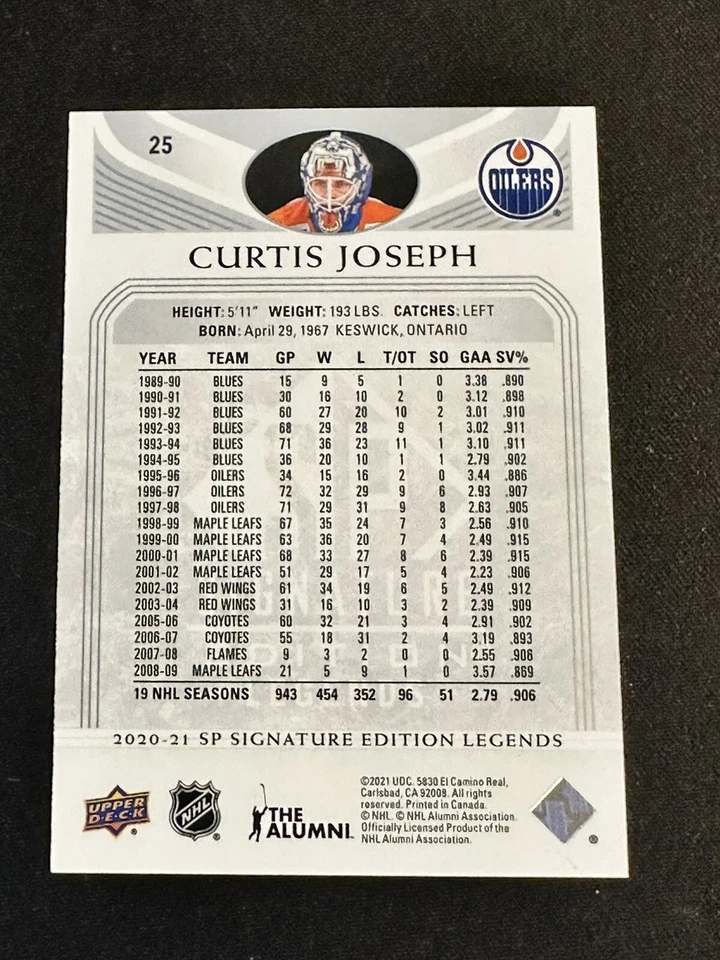 25
OILERS
CURTIS JOSEPH
HEIGHT: 5'11" WEIGHT: 193 LBS. CATCHES: LEFT
BORN: April 29, 1967 KESWICK, ONTARIO
YEAR TEAM GP W L T/OT SO GAA SV%
1989-90 BLUES 15 9 5 1 0 3.38 .890
1990-91 BLUES 30 16 10 2 0 3.12 .898
1991-92 BLUES 60 27 20 10 2 3.01 .910
1992-93 BLUES 68 29 28 9 1 3.02 .911
1993-94 BLUES 71 36 23 11 1 3.10 .911
1994-95 BLUES 36 20 10 1 1 2.79 .902
1995-96 OILERS 34 15 16 2 0 3.44 .886
1996-97 OILERS 72 32 29 9 6 2.93 .907
1997-98 OILERS 71 29 31 9 8 2.63 .905
1998-99 MAPLE LEAFS 67 35 24 7 3 2.56 .910
1999-00 MAPLE LEAFS 63 36 20 7 4 2.49 .915
2000-01 MAPLE LEAFS 68 33 27 8 6 2.39 .915
2001-02 MAPLE LEAFS 51 29 17 5 4 2.23 .906
2002-03 RED WINGS 61 34 19 6 5 2.49 .912
2003-04 RED WINGS 31 16 10 3 2 2.39 .909
2005-06 COYOTES 60 32 21 3 4 2.91 .902
2006-07 COYOTES 55 18 31 2 4 3.19 .893
2007-08 FLAMES 9 3 2 0 0 2.55 .906
2008-09 MAPLE LEAFS 21 5 9 1 0 3.57 .869
19 NHL SEASONS 943 454 352 96 51 2.79 .906
2020-21 SP SIGNATURE EDITION LEGENDS
UPPER
D·E·C·K
NHL
THE
ALUMNI
©2021 UDC. 5830 El Camino Real,
Carlsbad, CA 92008. All rights
reserved. Printed in Canada.
© NHL. © NHL Alumni Association.
Officially Licensed Product of the
NHL Alumni Association.